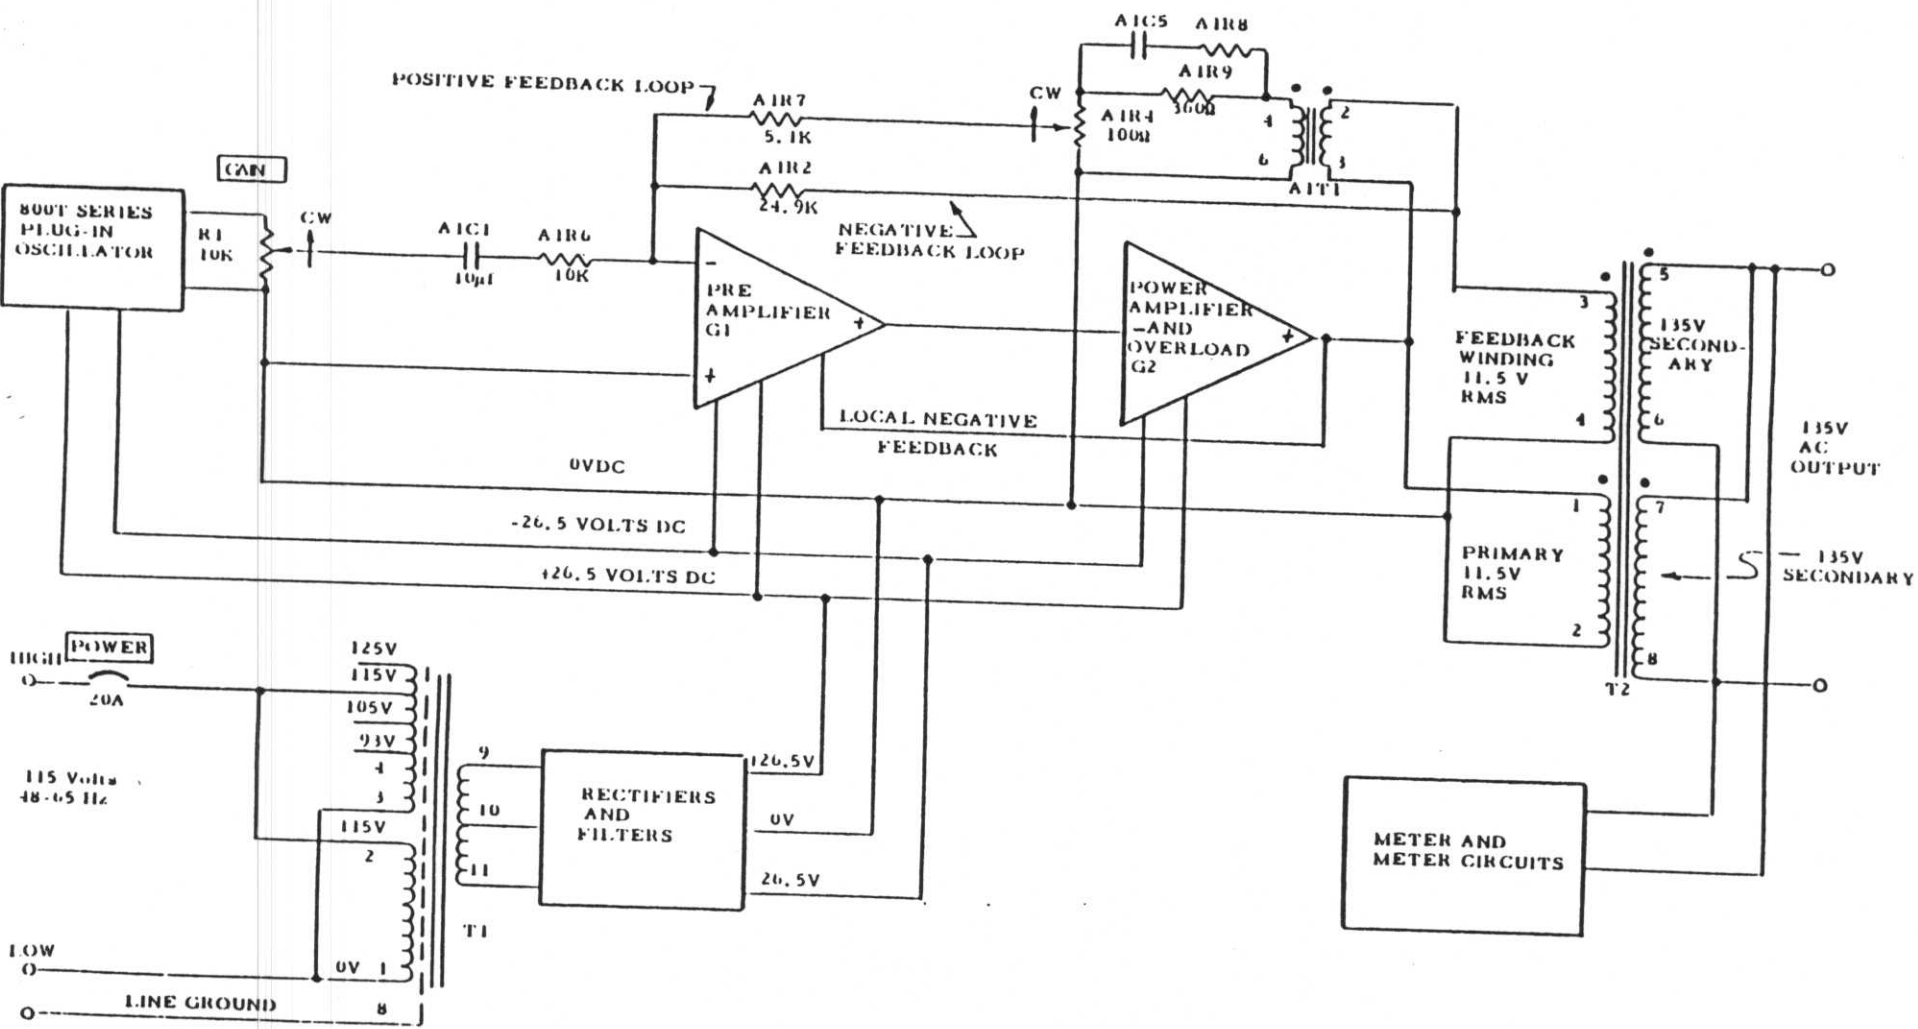 A1C5 A1R8
A1R9
360Ω
POSITIVE FEEDBACK LOOP
A1R7
5.1K
CW
A1R4
100Ω
4
6
2
3
A1T1
GAIN
A1R2
24.9K
800T SERIES
PLUG-IN
OSCILLATOR
R1
10K
CW
A1C1
10µf
A1R6
10K
NEGATIVE
FEEDBACK LOOP
-
PRE
AMPLIFIER
G1
+
+
POWER
AMPLIFIER
-AND
OVERLOAD
G2
+
3
FEEDBACK
WINDING
11.5 V
RMS
4
5
135V
SECOND-
ARY
6
LOCAL NEGATIVE
FEEDBACK
135V
AC
OUTPUT
0VDC
-26.5 VOLTS DC
+26.5 VOLTS DC
1
PRIMARY
11.5V
RMS
2
7
135V
SECONDARY
8
T2
HIGH
POWER
20A
125V
115V
105V
93V
4
3
115V
2
115 Volts
48-65 Hz
9
10
11
RECTIFIERS
AND
FILTERS
+26.5V
0V
26.5V
METER AND
METER CIRCUITS
T1
LOW
0V 1
LINE GROUND
8